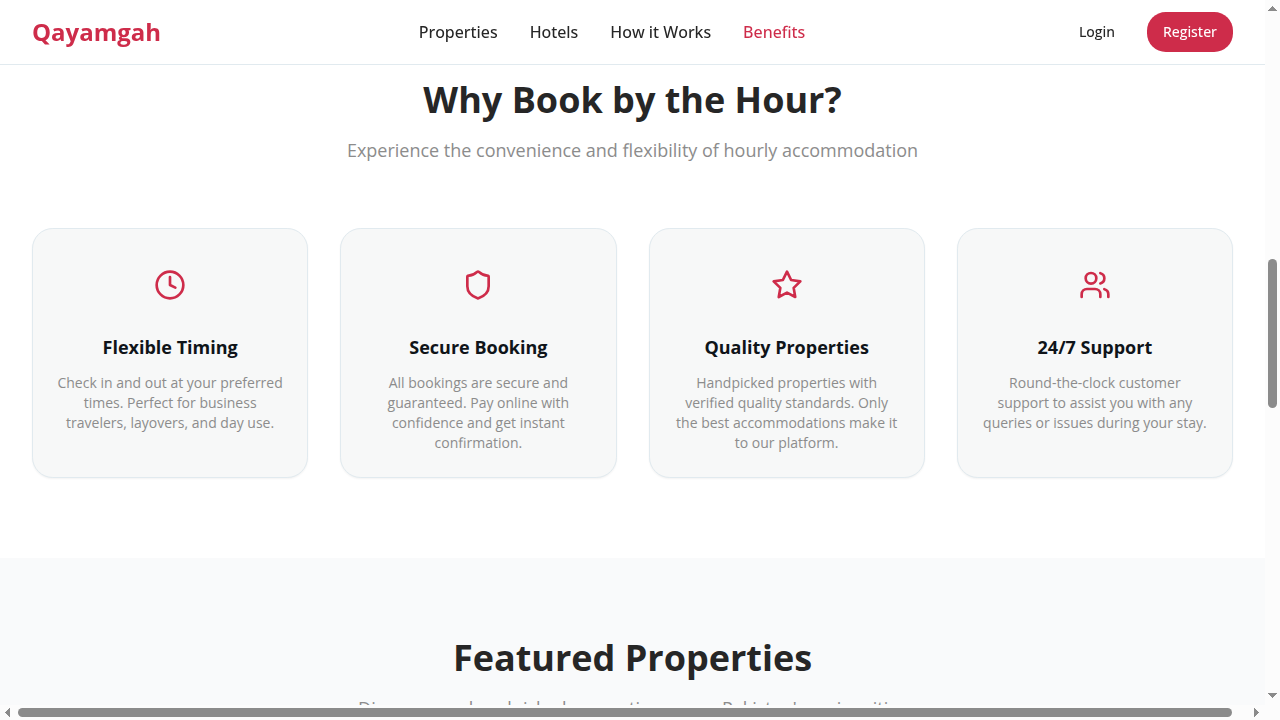 Qayamgah
Properties
Hotels
How it Works
Benefits
Login
Register
Why Book by the Hour?
Experience the convenience and flexibility of hourly accommodation
Flexible Timing
Check in and out at your preferred
times. Perfect for business
travelers, layovers, and day use.
Secure Booking
All bookings are secure and
guaranteed. Pay online with
confidence and get instant
confirmation.
Quality Properties
Handpicked properties with
verified quality standards. Only
the best accommodations make it
to our platform.
24/7 Support
Round-the-clock customer
support to assist you with any
queries or issues during your stay.
Featured Properties